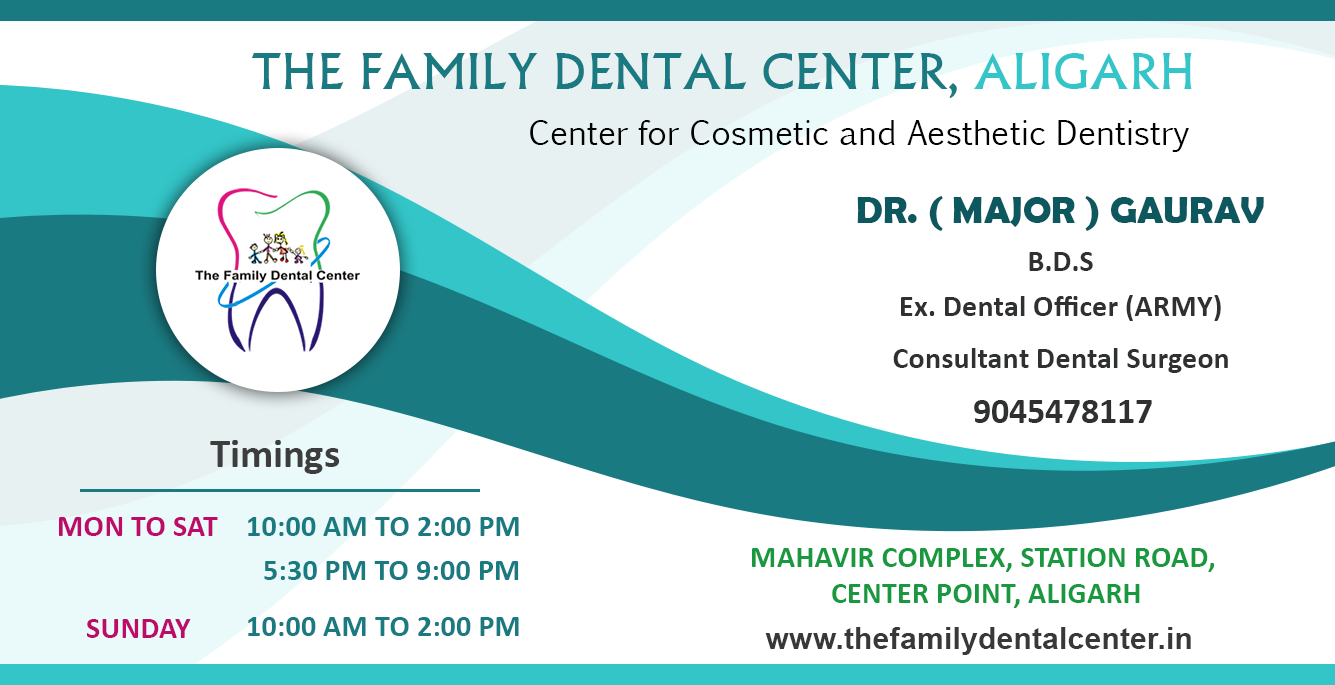 THE FAMILY DENTAL CENTER, ALIGARH
Center for Cosmetic and Aesthetic Dentistry
The Family Dental Center
DR. ( MAJOR ) GAURAV
B.D.S
Ex. Dental Officer (ARMY)
Consultant Dental Surgeon
9045478117
Timings
MON TO SAT 10:00 AM TO 2:00 PM
5:30 PM TO 9:00 PM
SUNDAY 10:00 AM TO 2:00 PM
MAHAVIR COMPLEX, STATION ROAD,
CENTER POINT, ALIGARH
www.thefamilydentalcenter.in